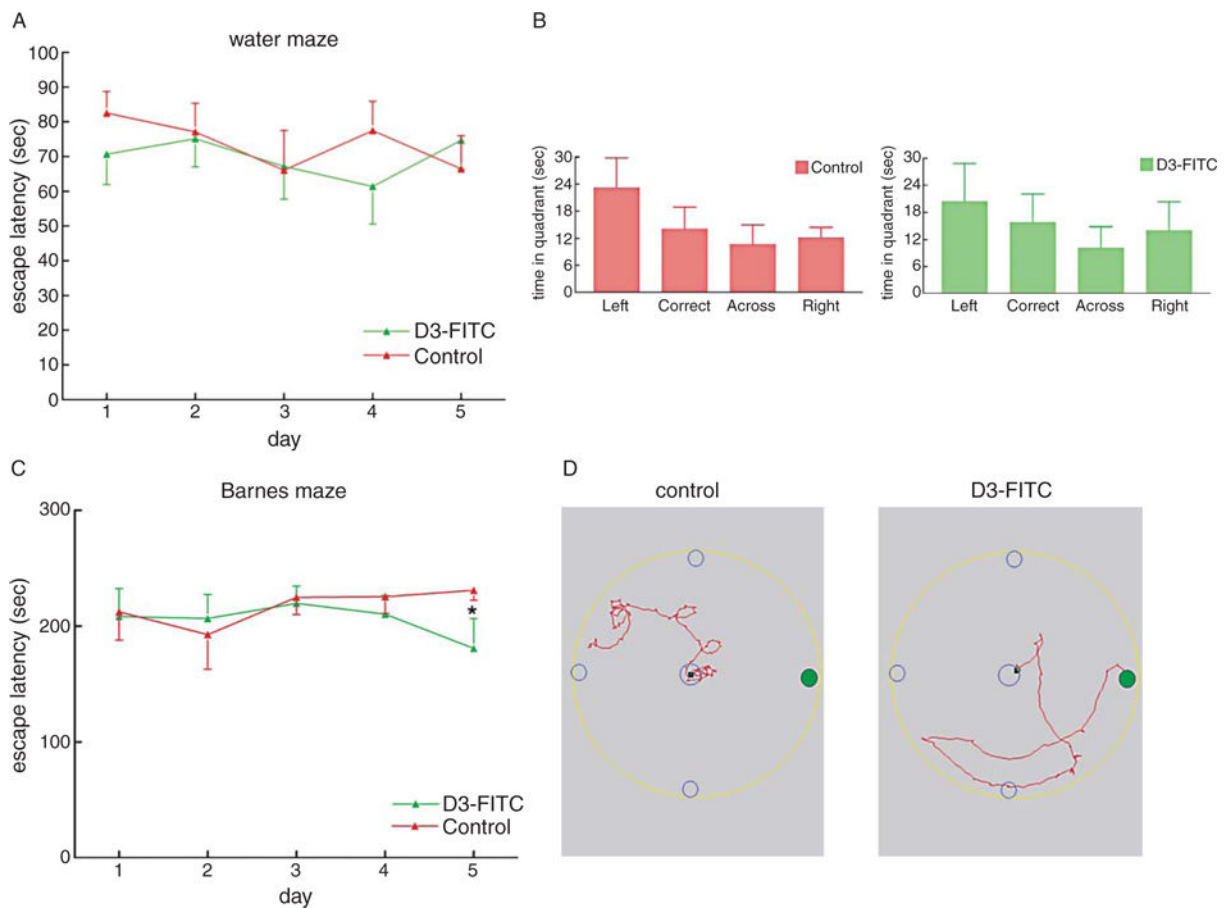 A
water maze
escape latency (sec)
100
90
80
70
60
50
40
30
20
10
0
D3-FITC
Control
1 2 3 4 5
day
B
time in quadrant (sec)
30
24
18
12
6
0
Control
Left Correct Across Right
time in quadrant (sec)
30
24
18
12
6
0
D3-FITC
Left Correct Across Right
C
Barnes maze
escape latency (sec)
300
200
100
0
*
D3-FITC
Control
1 2 3 4 5
day
D
control
D3-FITC